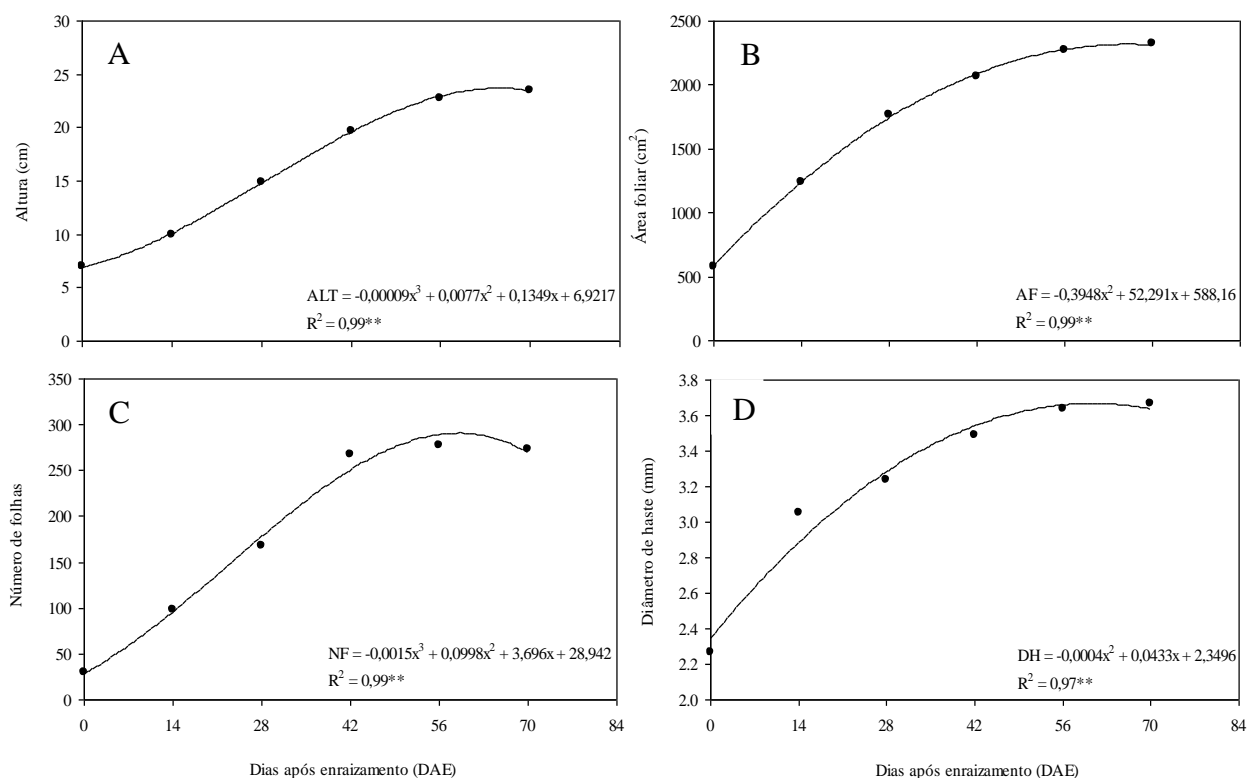 A
Altura (cm)
30
25
20
15
10
5
0
ALT = -0,00009x³ + 0,0077x² + 0,1349x + 6,9217
R² = 0,99**
B
Área foliar (cm²)
2500
2000
1500
1000
500
0
AF = -0,3948x² + 52,291x + 588,16
R² = 0,99**
C
Número de folhas
350
300
250
200
150
100
50
0
NF = -0,0015x³ + 0,0998x² + 3,696x + 28,942
R² = 0,99**
0 14 28 42 56 70 84
Dias após enraizamento (DAE)
D
Diâmetro de haste (mm)
3.8
3.6
3.4
3.2
3.0
2.8
2.6
2.4
2.2
2.0
DH = -0,0004x² + 0,0433x + 2,3496
R² = 0,97**
0 14 28 42 56 70 84
Dias após enraizamento (DAE)